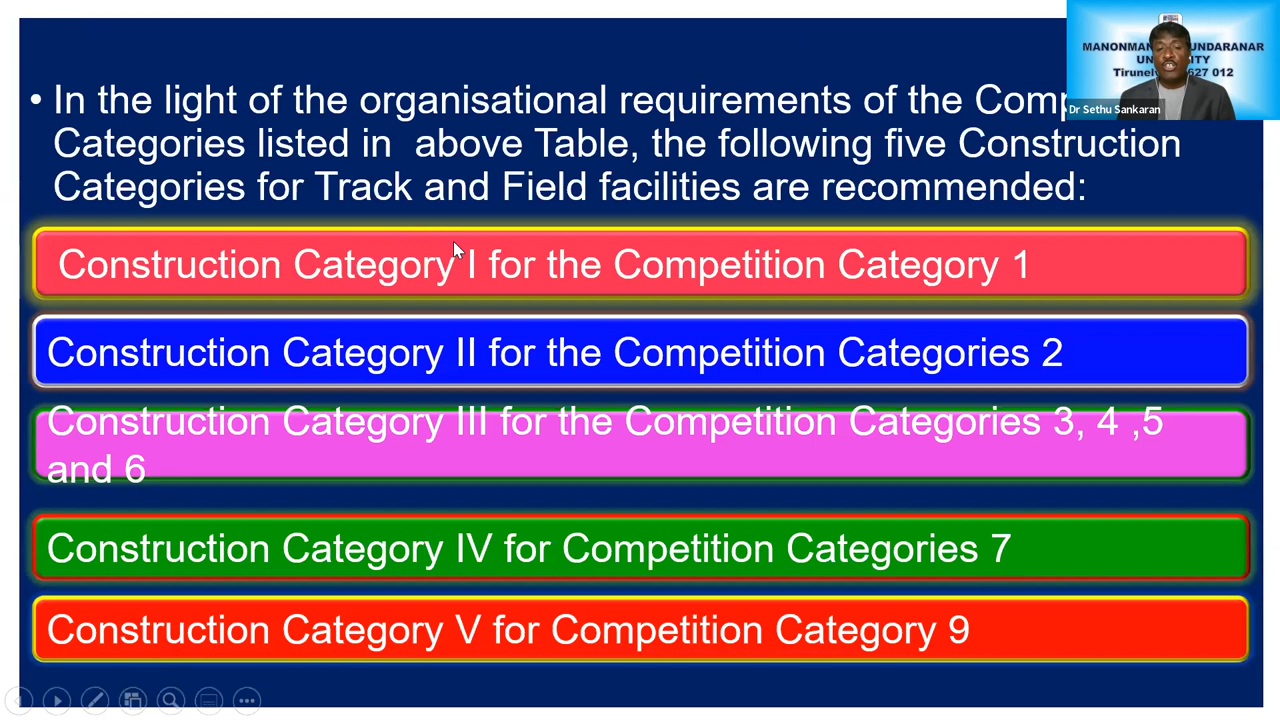 MANONMAN UNDARANAR
UN ITY
Tirunel 627 012
Dr Sethu Sankaran
• In the light of the organisational requirements of the
Categories listed in above Table, the following five Construction
Categories for Track and Field facilities are recommended:
Construction Category I for the Competition Category 1
Construction Category II for the Competition Categories 2
Construction Category III for the Competition Categories 3, 4 ,5
and 6
Construction Category IV for Competition Categories 7
Construction Category V for Competition Category 9